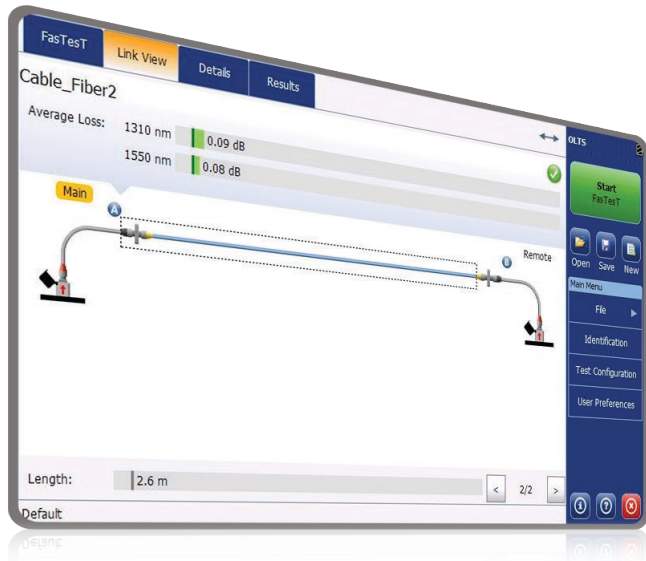 FasTesT
Link View
Details
Results
Cable_Fiber2
Average Loss:
1310 nm
0.09 dB
1550 nm
0.08 dB
Main
A
B
Remote
Length:
2.6 m
<
2/2
>
Default
OLTS
Start
FasTesT
Open
Save
New
Main Menu
File
Identification
Test Configuration
User Preferences
?